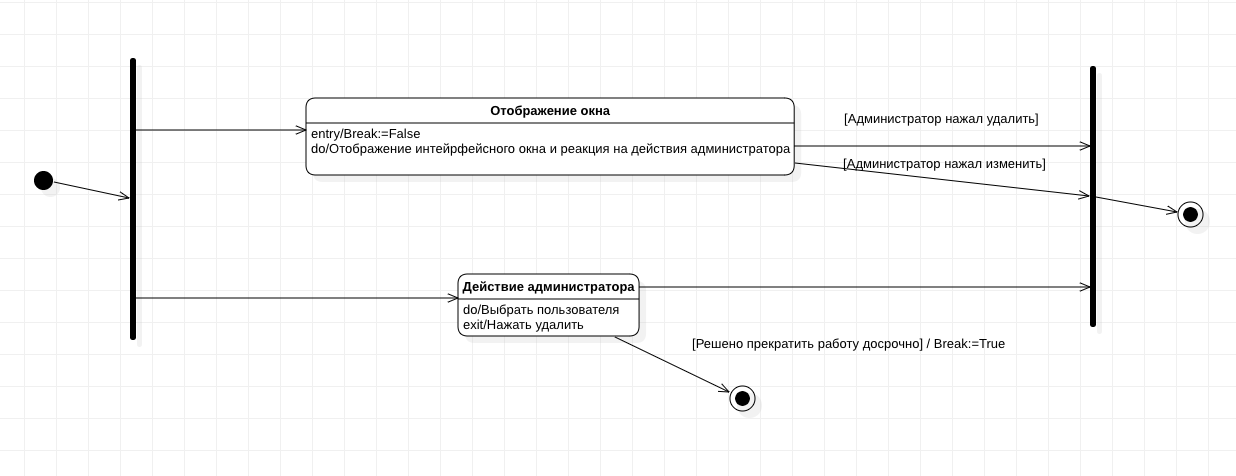 Отображение окна
entry/Break:=False
do/Отображение интейрфейсного окна и реакция на действия администратора
[Администратор нажал удалить]
[Администратор нажал изменить]
Действие администратора
do/Выбрать пользователя
exit/Нажать удалить
[Решено прекратить работу досрочно] / Break:=True